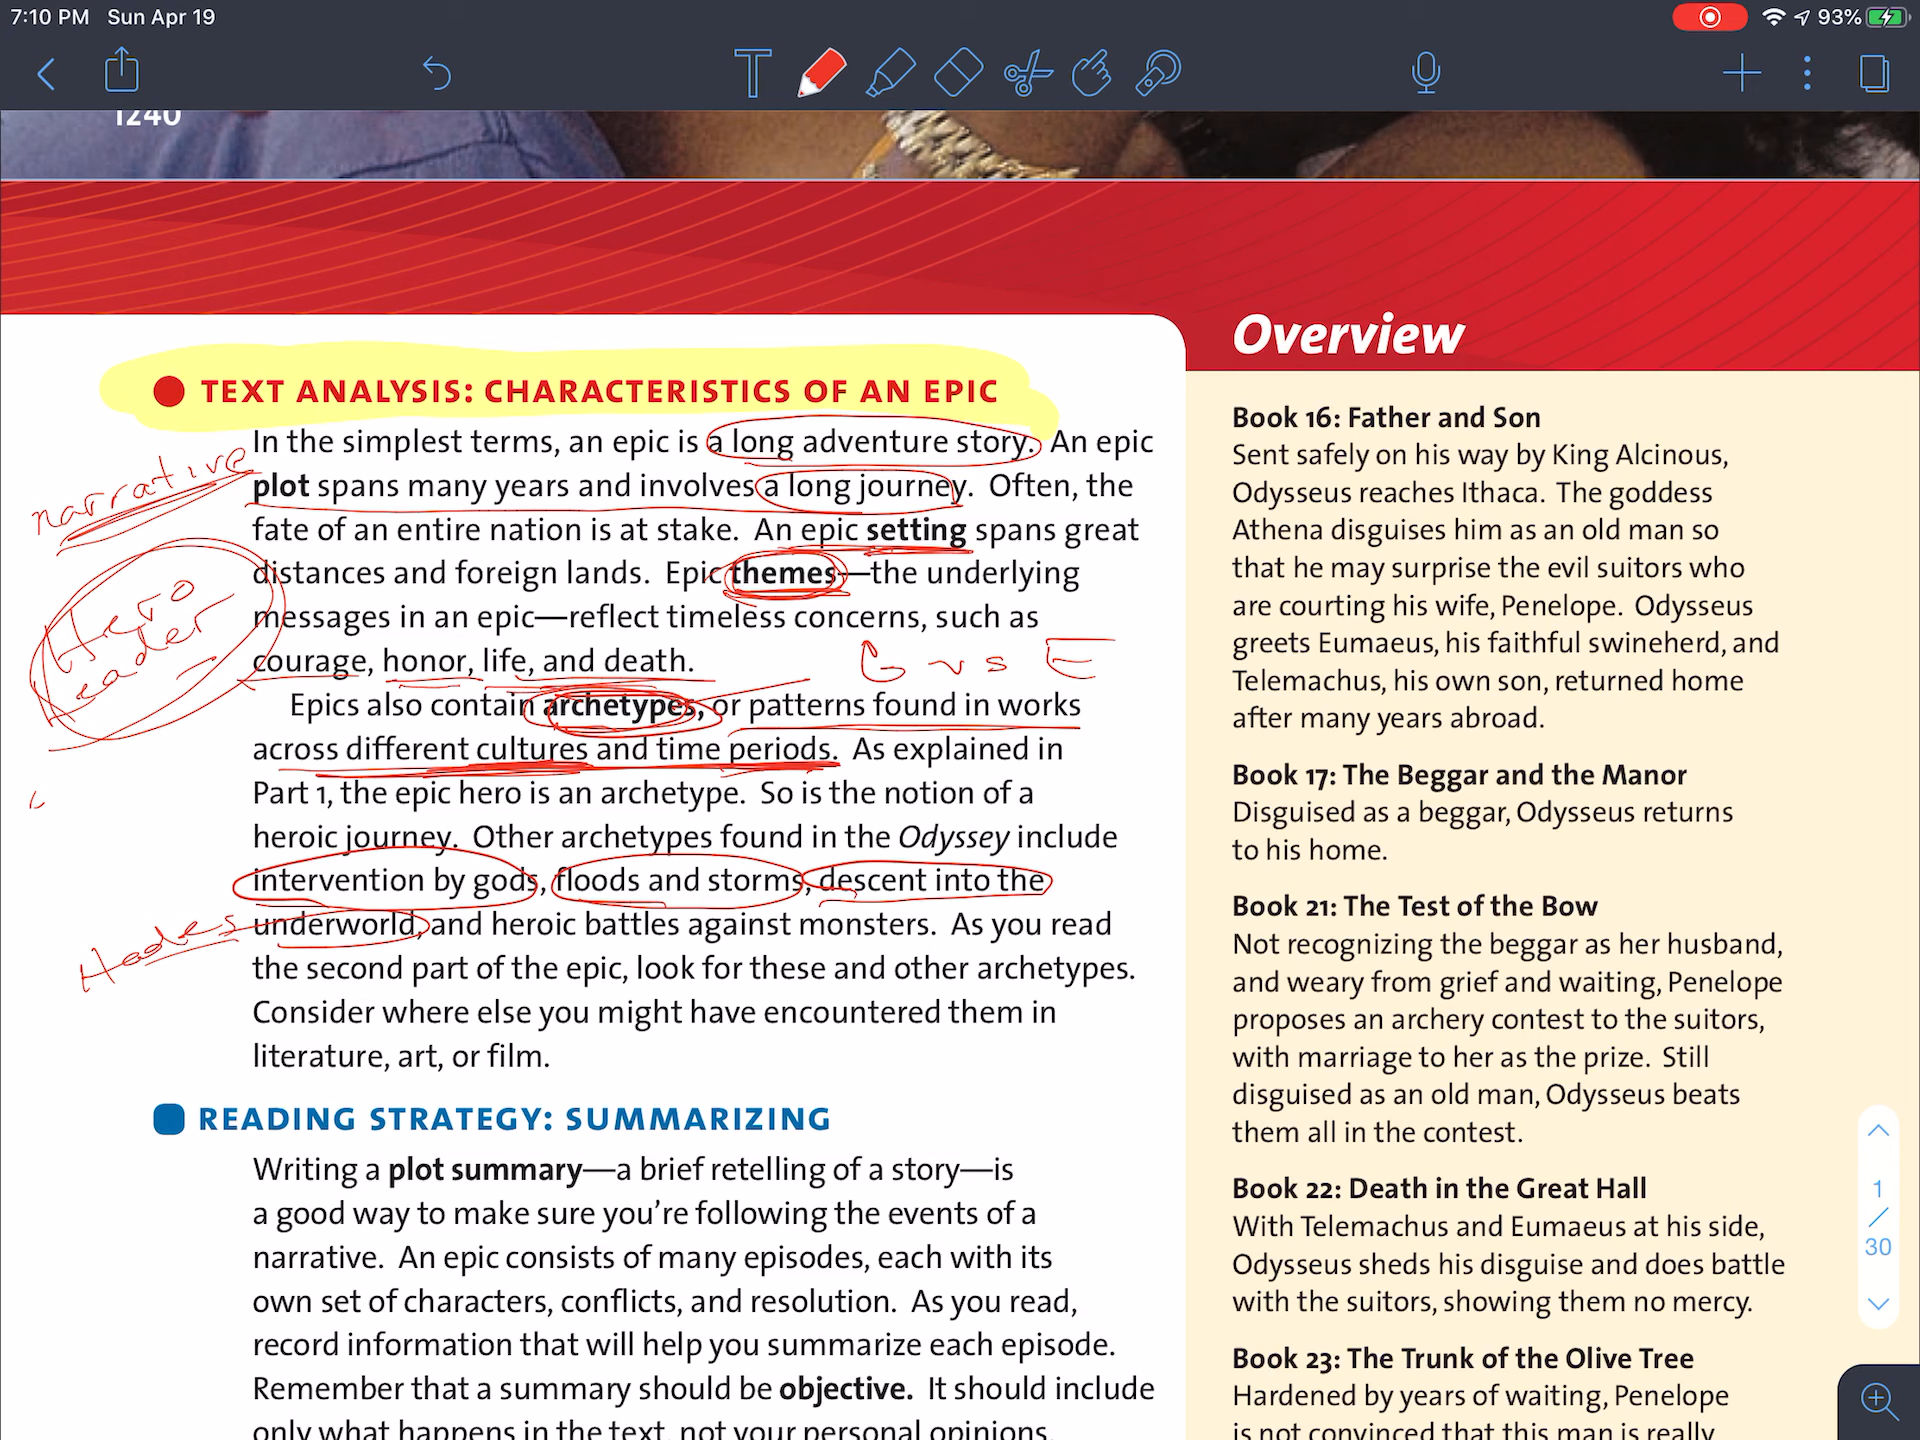 7:10 PM Sun Apr 19
93%
1240
TEXT ANALYSIS: CHARACTERISTICS OF AN EPIC
In the simplest terms, an epic is a long adventure story. An epic
plot spans many years and involves a long journey. Often, the
fate of an entire nation is at stake. An epic setting spans great
distances and foreign lands. Epic themes—the underlying
messages in an epic—reflect timeless concerns, such as
courage, honor, life, and death.
Epics also contain archetypes, or patterns found in works
across different cultures and time periods. As explained in
Part 1, the epic hero is an archetype. So is the notion of a
heroic journey. Other archetypes found in the Odyssey include
intervention by gods, floods and storms, descent into the
underworld, and heroic battles against monsters. As you read
the second part of the epic, look for these and other archetypes.
Consider where else you might have encountered them in
literature, art, or film.
narrative
Hero
Leader
G vs E
Hades
READING STRATEGY: SUMMARIZING
Writing a plot summary—a brief retelling of a story—is
a good way to make sure you're following the events of a
narrative. An epic consists of many episodes, each with its
own set of characters, conflicts, and resolution. As you read,
record information that will help you summarize each episode.
Remember that a summary should be objective. It should include
only what happens in the text, not your personal opinions.
Overview
Book 16: Father and Son
Sent safely on his way by King Alcinous,
Odysseus reaches Ithaca. The goddess
Athena disguises him as an old man so
that he may surprise the evil suitors who
are courting his wife, Penelope. Odysseus
greets Eumaeus, his faithful swineherd, and
Telemachus, his own son, returned home
after many years abroad.
Book 17: The Beggar and the Manor
Disguised as a beggar, Odysseus returns
to his home.
Book 21: The Test of the Bow
Not recognizing the beggar as her husband,
and weary from grief and waiting, Penelope
proposes an archery contest to the suitors,
with marriage to her as the prize. Still
disguised as an old man, Odysseus beats
them all in the contest.
Book 22: Death in the Great Hall
With Telemachus and Eumaeus at his side,
Odysseus sheds his disguise and does battle
with the suitors, showing them no mercy.
Book 23: The Trunk of the Olive Tree
Hardened by years of waiting, Penelope
is not convinced that this man is really
1
/
30